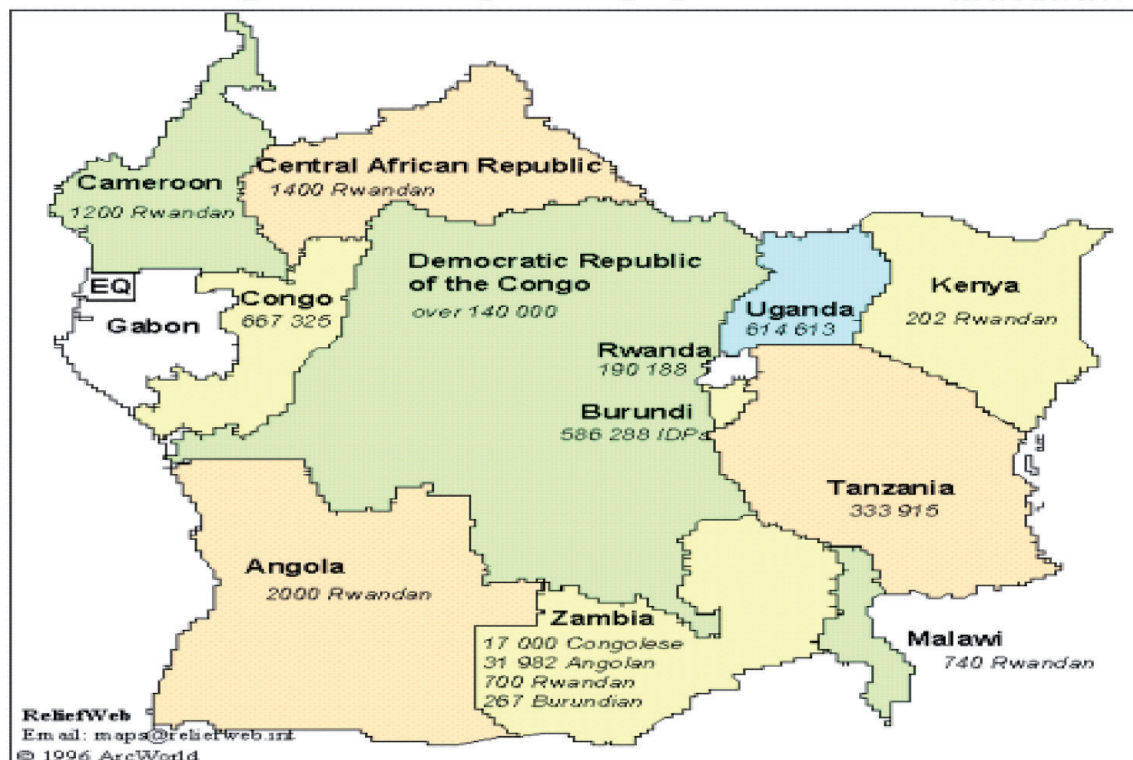 Central African Republic
1400 Rwandan
Cameroon
1200 Rwandan
Democratic Republic
of the Congo
over 140 000
EQ
Gabon
Congo
667 325
Uganda
614 613
Kenya
202 Rwandan
Rwanda
190 188
Burundi
586 288 IDPs
Tanzania
333 915
Angola
2000 Rwandan
Zambia
17 000 Congolese
31 982 Angolan
700 Rwandan
267 Burundian
Malawi
740 Rwandan
ReliefWeb
Email: maps@reliefweb.int
© 1996 ArcWorld